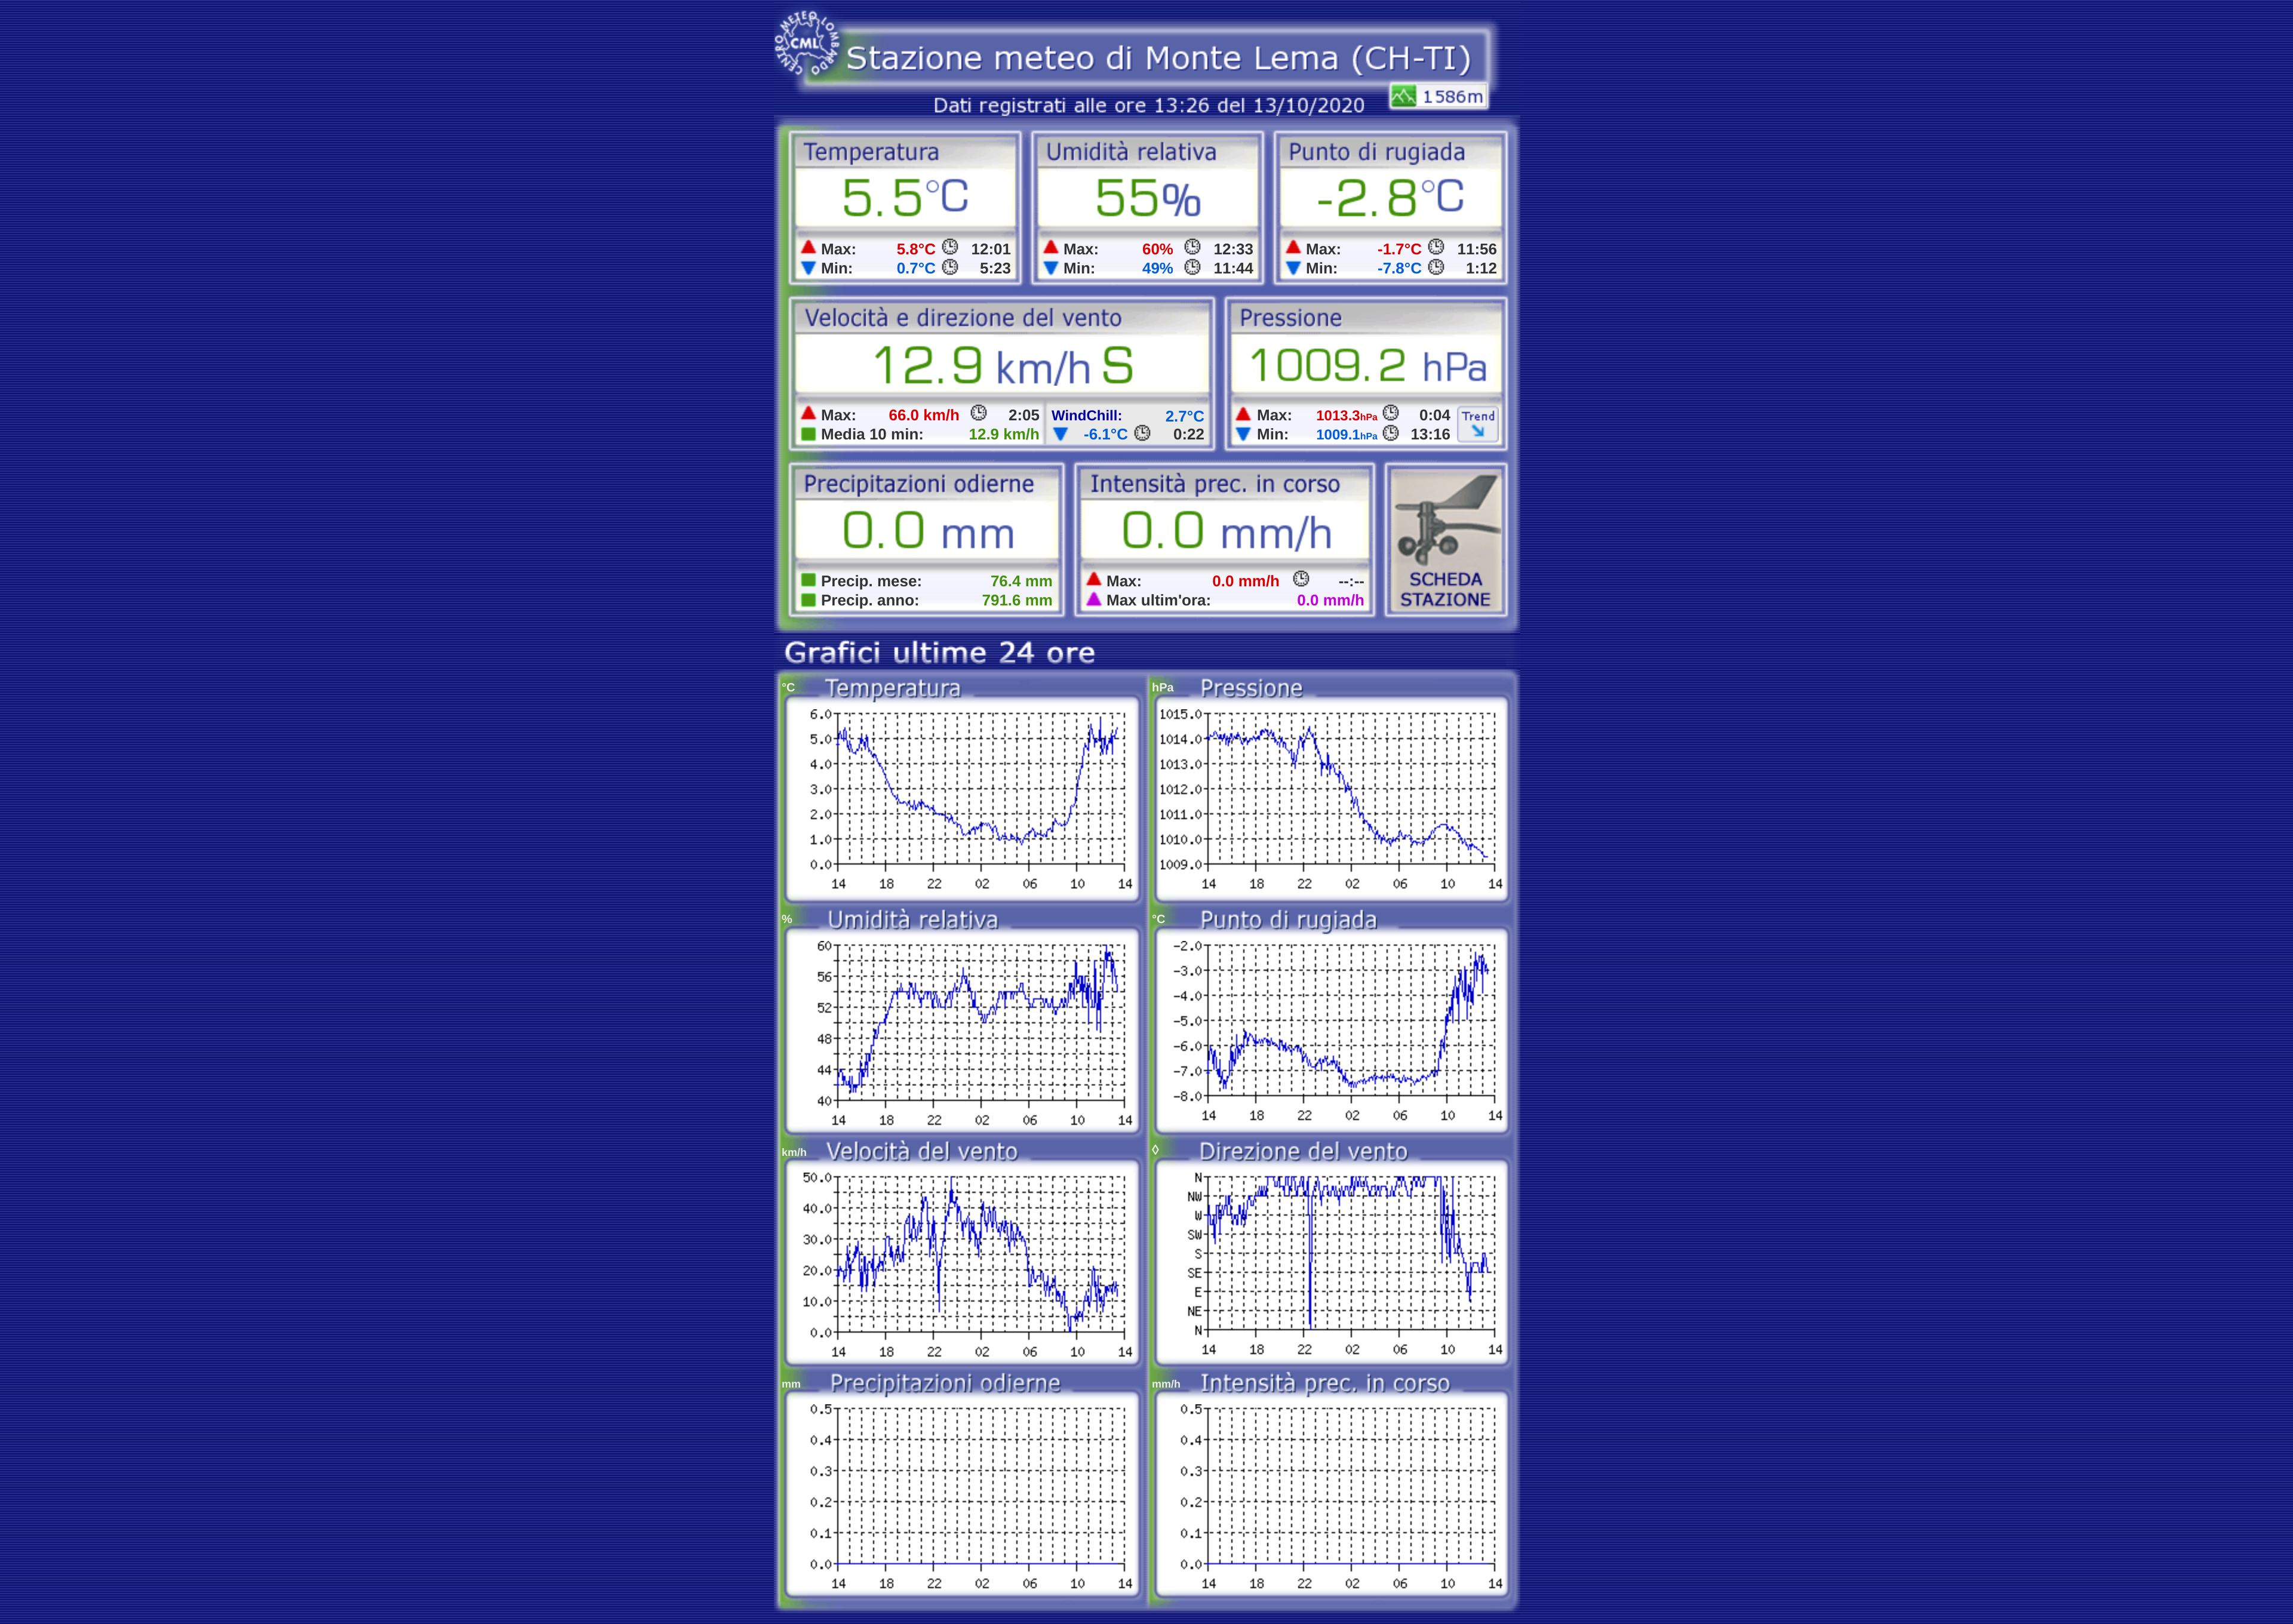 CENTRO METEO LOMBARDO
CML
Stazione meteo di Monte Lema (CH-TI)
Dati registrati alle ore 13:26 del 13/10/2020
1586m
Temperatura
5.5°C
Max: 5.8°C 12:01
Min: 0.7°C 5:23
Umidità relativa
55%
Max: 60% 12:33
Min: 49% 11:44
Punto di rugiada
-2.8°C
Max: -1.7°C 11:56
Min: -7.8°C 1:12
Velocità e direzione del vento
12.9 km/h S
Max: 66.0 km/h 2:05
Media 10 min: 12.9 km/h
WindChill: 2.7°C
-6.1°C 0:22
Pressione
1009.2 hPa
Max: 1013.3hPa 0:04
Min: 1009.1hPa 13:16
Trend
Precipitazioni odierne
0.0 mm
Precip. mese: 76.4 mm
Precip. anno: 791.6 mm
Intensità prec. in corso
0.0 mm/h
Max: 0.0 mm/h --:--
Max ultim'ora: 0.0 mm/h
SCHEDA
STAZIONE
Grafici ultime 24 ore
°C Temperatura
6.0
5.0
4.0
3.0
2.0
1.0
0.0
14 18 22 02 06 10 14
hPa Pressione
1015.0
1014.0
1013.0
1012.0
1011.0
1010.0
1009.0
14 18 22 02 06 10 14
% Umidità relativa
60
56
52
48
44
40
14 18 22 02 06 10 14
°C Punto di rugiada
-2.0
-3.0
-4.0
-5.0
-6.0
-7.0
-8.0
14 18 22 02 06 10 14
km/h Velocità del vento
50.0
40.0
30.0
20.0
10.0
0.0
14 18 22 02 06 10 14
◊ Direzione del vento
N
NW
W
SW
S
SE
E
NE
N
14 18 22 02 06 10 14
mm Precipitazioni odierne
0.5
0.4
0.3
0.2
0.1
0.0
14 18 22 02 06 10 14
mm/h Intensità prec. in corso
0.5
0.4
0.3
0.2
0.1
0.0
14 18 22 02 06 10 14